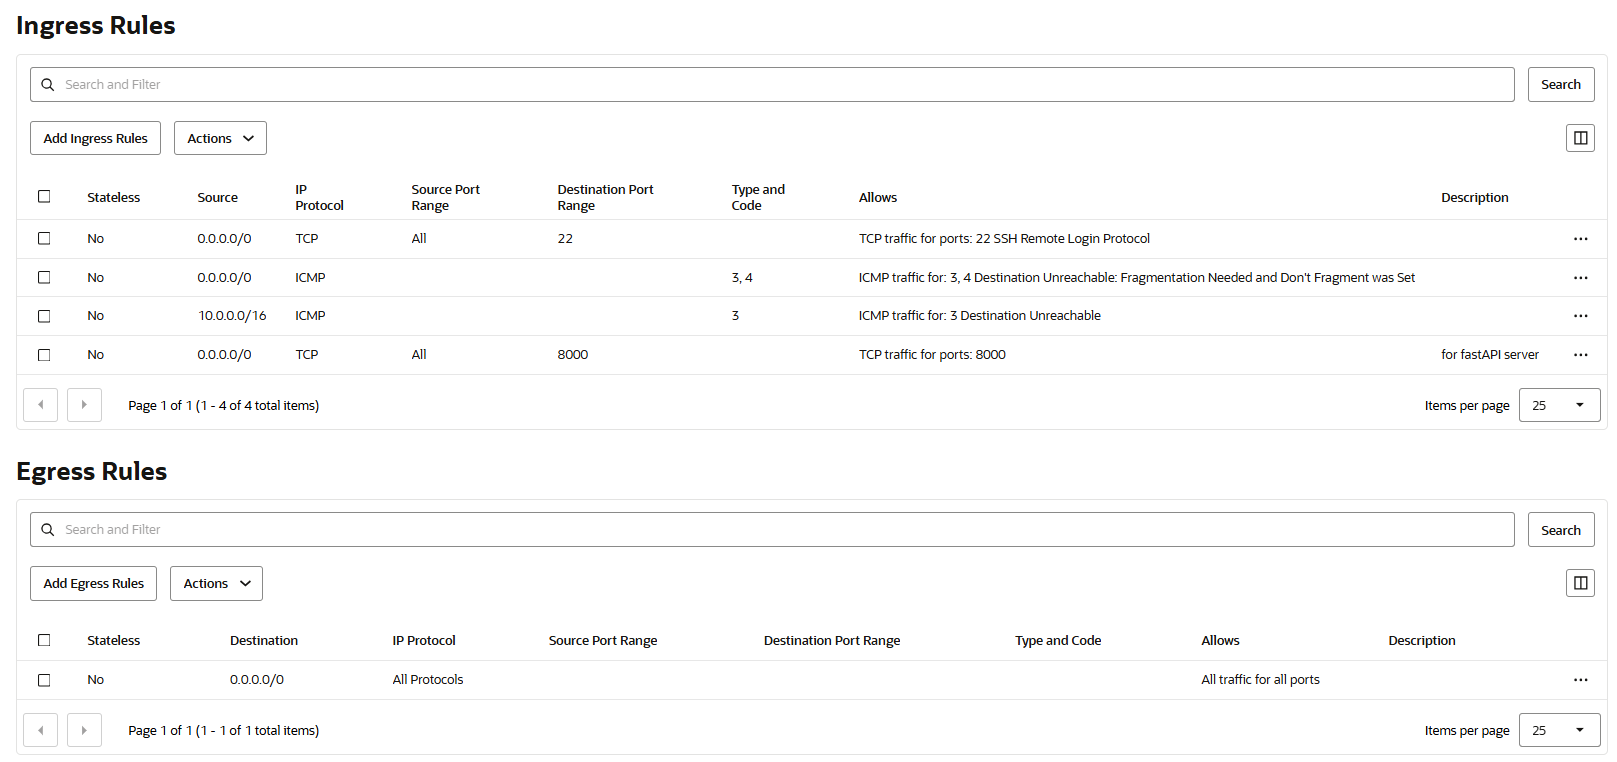 Ingress Rules
Search and Filter
Search
Add Ingress Rules
Actions
Stateless Source IP Protocol Source Port Range Destination Port Range Type and Code Allows Description
No 0.0.0.0/0 TCP All 22 TCP traffic for ports: 22 SSH Remote Login Protocol
No 0.0.0.0/0 ICMP 3, 4 ICMP traffic for: 3, 4 Destination Unreachable: Fragmentation Needed and Don't Fragment was Set
No 10.0.0.0/16 ICMP 3 ICMP traffic for: 3 Destination Unreachable
No 0.0.0.0/0 TCP All 8000 TCP traffic for ports: 8000 for fastAPI server
Page 1 of 1 (1 - 4 of 4 total items) Items per page 25
Egress Rules
Search and Filter
Search
Add Egress Rules
Actions
Stateless Destination IP Protocol Source Port Range Destination Port Range Type and Code Allows Description
No 0.0.0.0/0 All Protocols All traffic for all ports
Page 1 of 1 (1 - 1 of 1 total items) Items per page 25